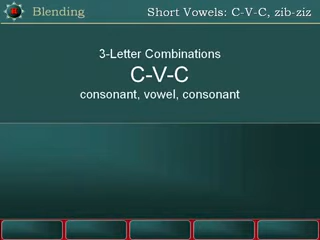 Blending
Short Vowels: C-V-C, zib-ziz
3-Letter Combinations
C-V-C
consonant, vowel, consonant